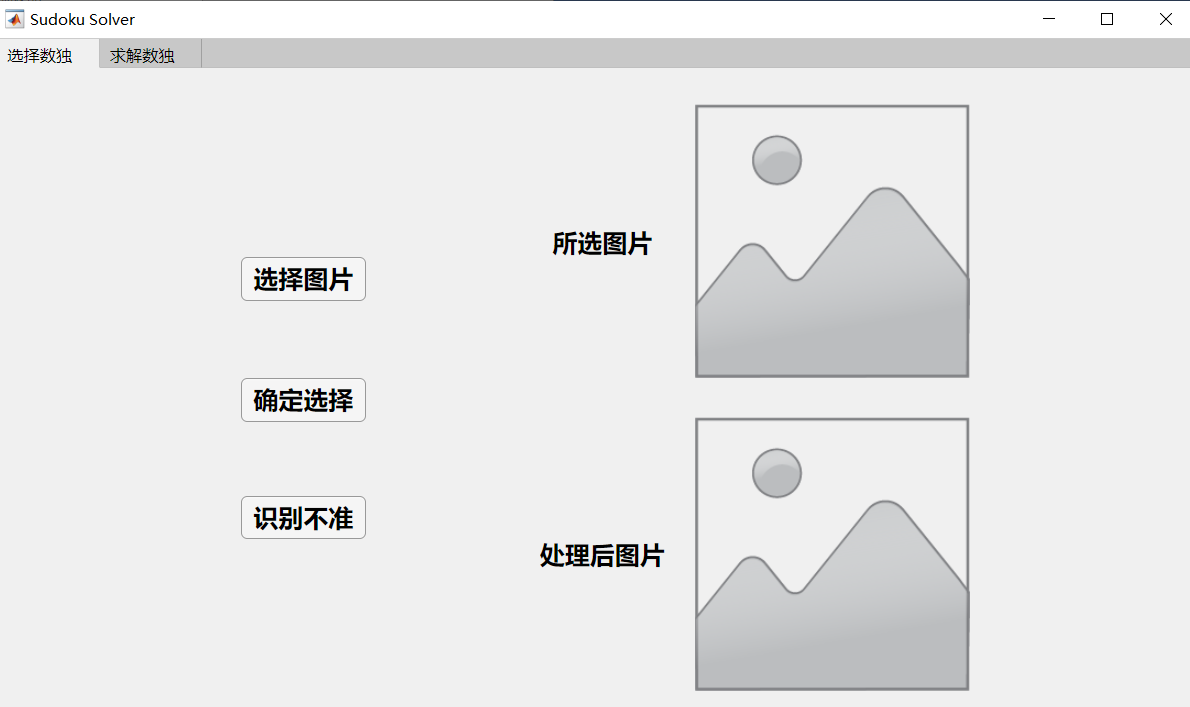 Sudoku Solver
选择数独
求解数独
所选图片
选择图片
确定选择
识别不准
处理后图片